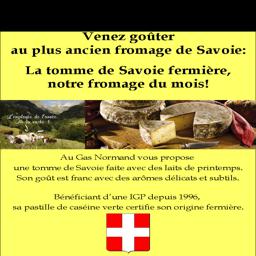 Venez goûter
au plus ancien fromage de Savoie:
La tomme de Savoie fermière,
notre fromage du mois!
Au Gas Normand vous propose
une tomme de Savoie faite avec des laits de printemps.
Son goût est franc avec des arômes délicats et subtils.
Bénéficiant d'une IGP depuis 1996,
sa pastille de caséine verte certifie son origine fermière.